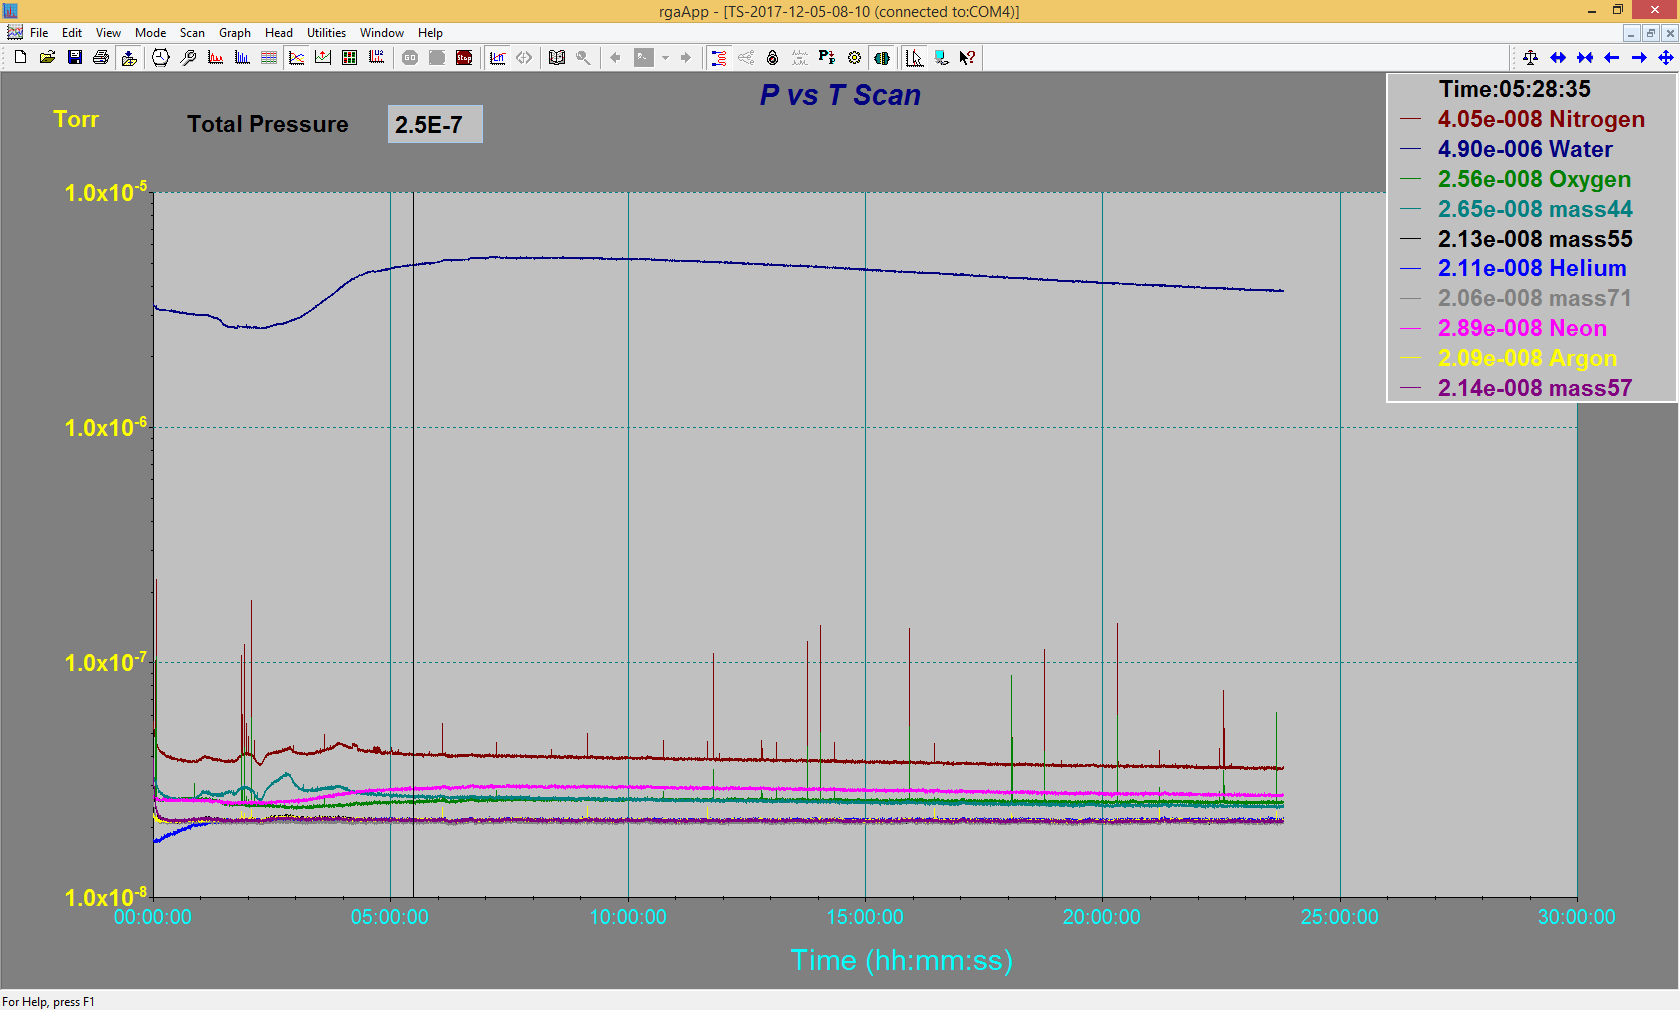 rgaApp - [TS-2017-12-05-08-10 (connected to:COM4)]
File Edit View Mode Scan Graph Head Utilities Window Help
GO Stop
P vs T Scan
Torr
Total Pressure 2.5E-7
Time:05:28:35
4.05e-008 Nitrogen
4.90e-006 Water
2.56e-008 Oxygen
2.65e-008 mass44
2.13e-008 mass55
2.11e-008 Helium
2.06e-008 mass71
2.89e-008 Neon
2.09e-008 Argon
2.14e-008 mass57
1.0x10-5
1.0x10-6
1.0x10-7
1.0x10-8
00:00:00 05:00:00 10:00:00 15:00:00 20:00:00 25:00:00 30:00:00
Time (hh:mm:ss)
For Help, press F1